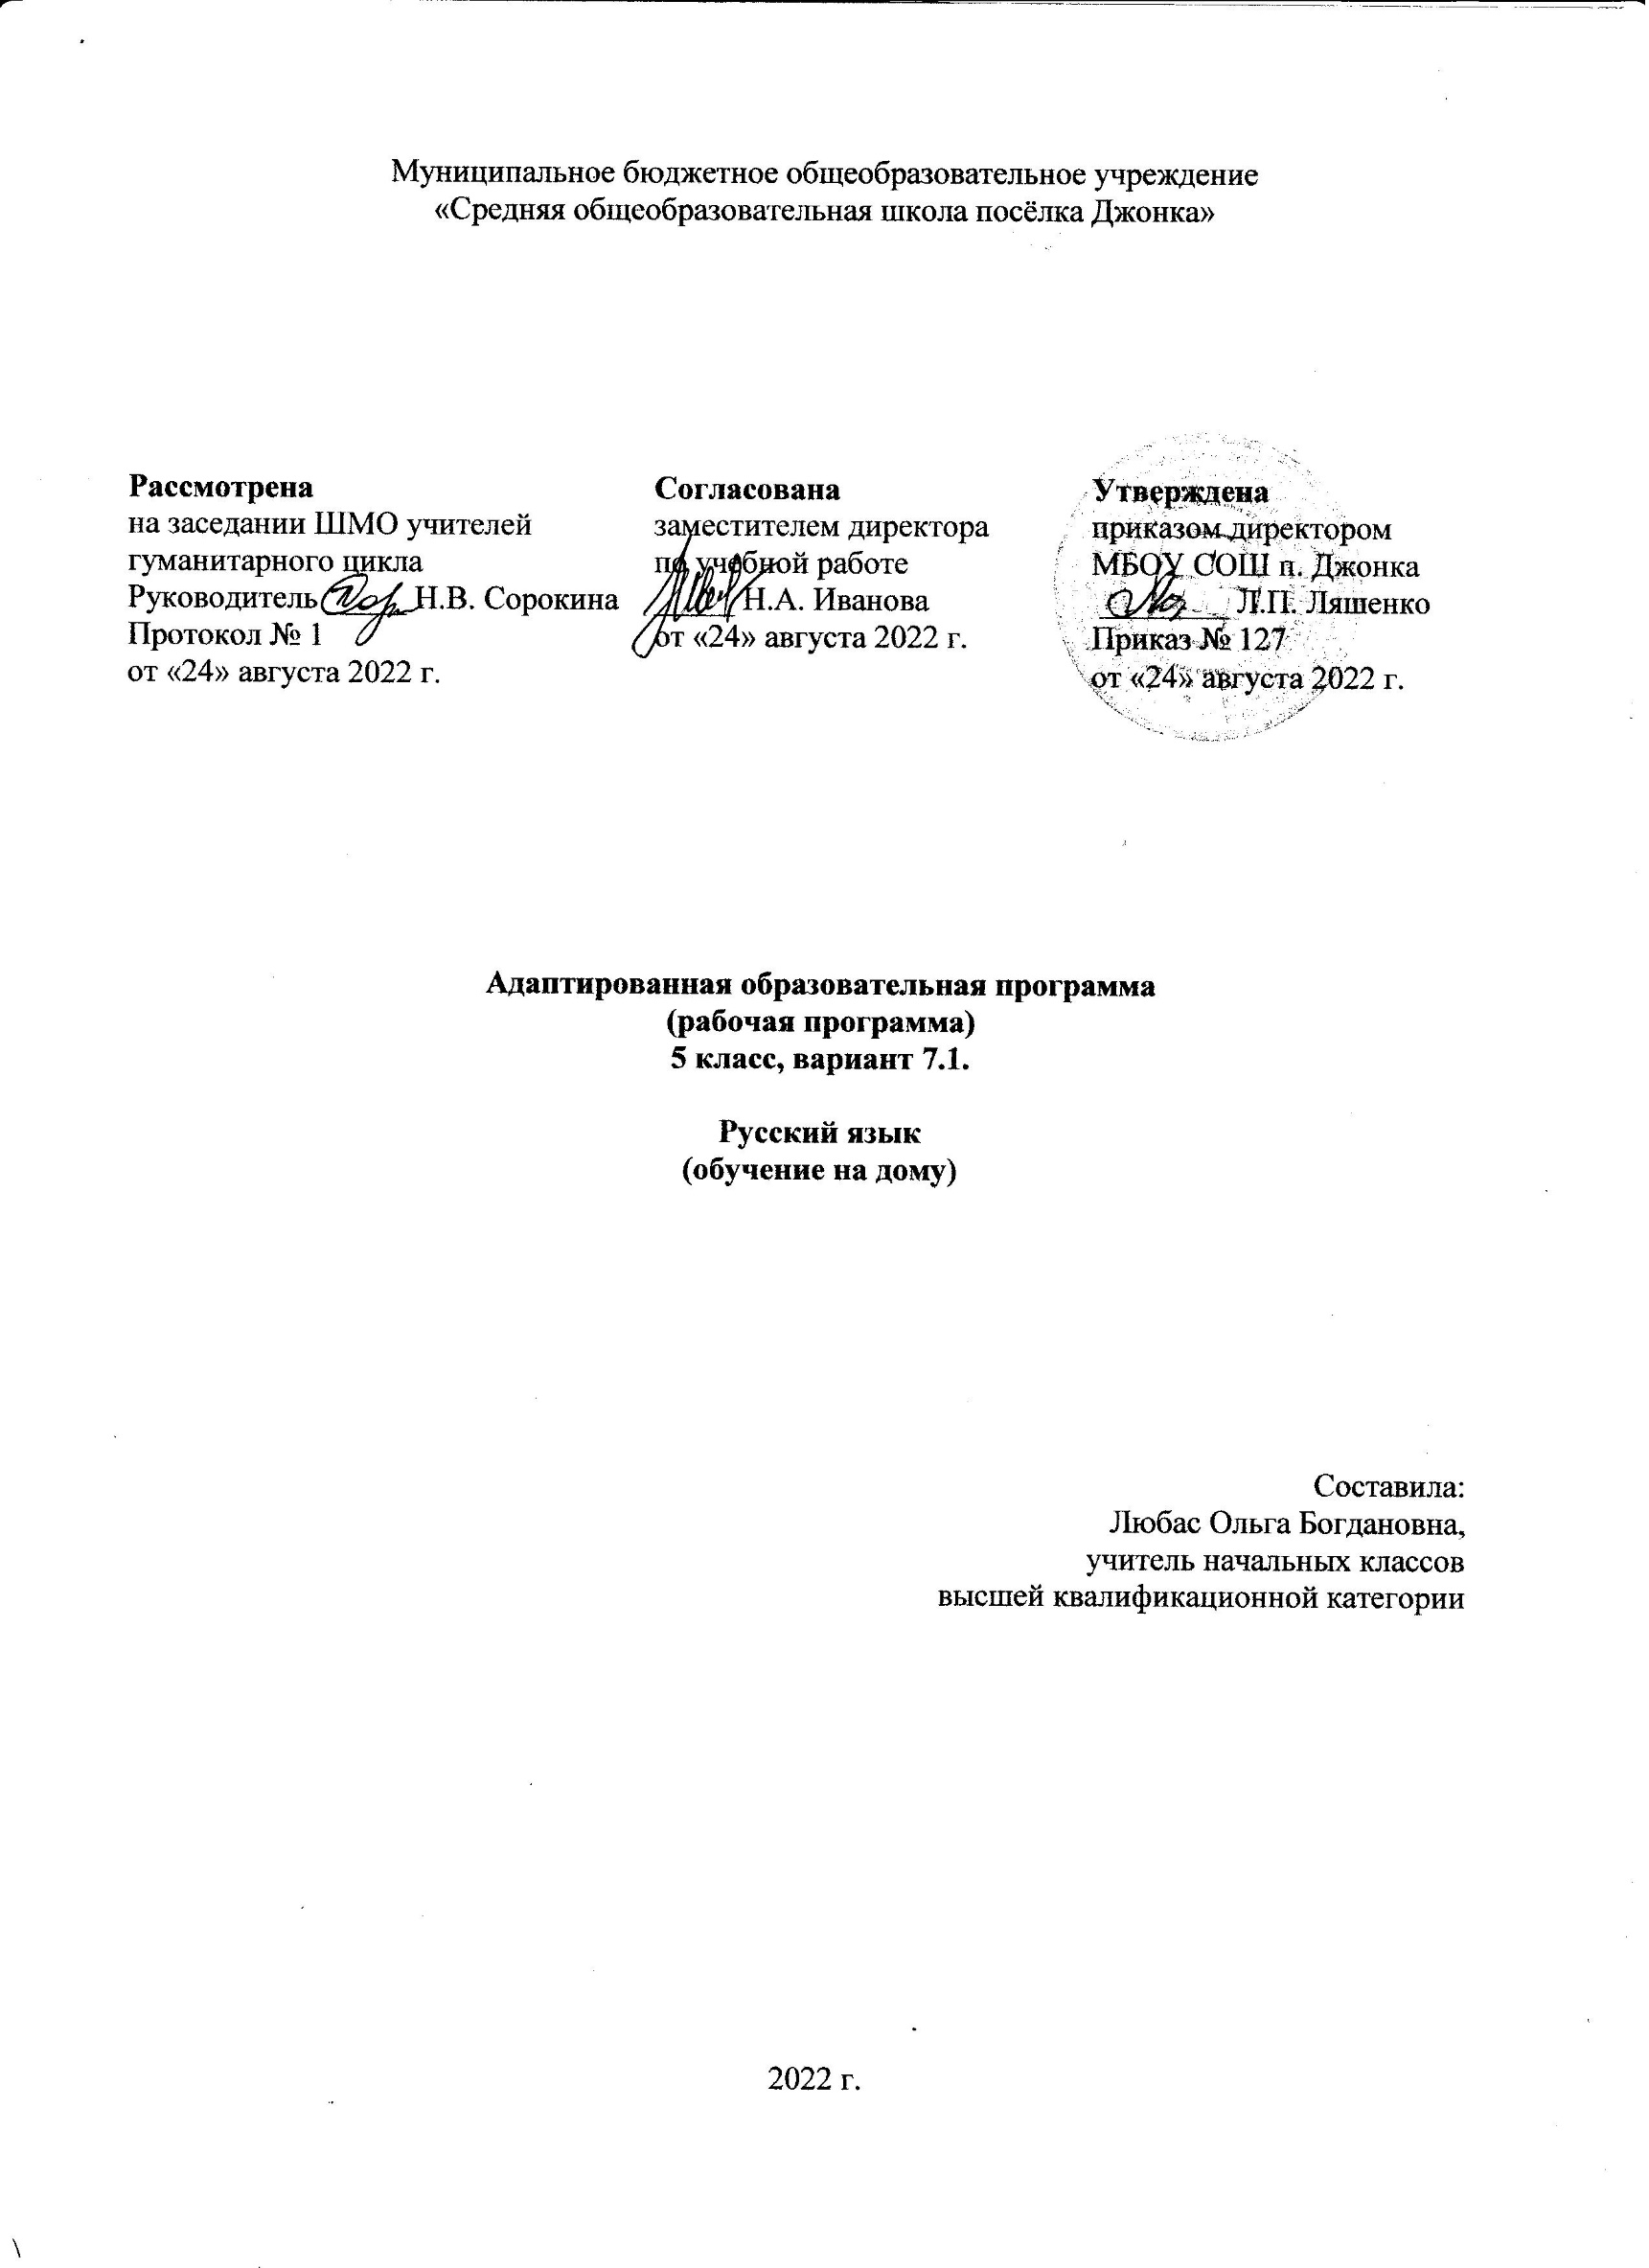 Муниципальное бюджетное общеобразовательное учреждение
«Средняя общеобразовательная школа посёлка Джонка»
Рассмотрена
на заседании ШМО учителей
гуманитарного цикла
Руководитель Н.В. Сорокина
Протокол № 1
от «24» августа 2022 г.
Согласована
заместителем директора
по учебной работе
Н.А. Иванова
от «24» августа 2022 г.
Утверждена
приказом директором
МБОУ СОШ п. Джонка
Л.П. Ляшенко
Приказ № 127
от «24» августа 2022 г.
Адаптированная образовательная программа
(рабочая программа)
5 класс, вариант 7.1.
Русский язык
(обучение на дому)
Составила:
Любас Ольга Богдановна,
учитель начальных классов
высшей квалификационной категории
2022 г.